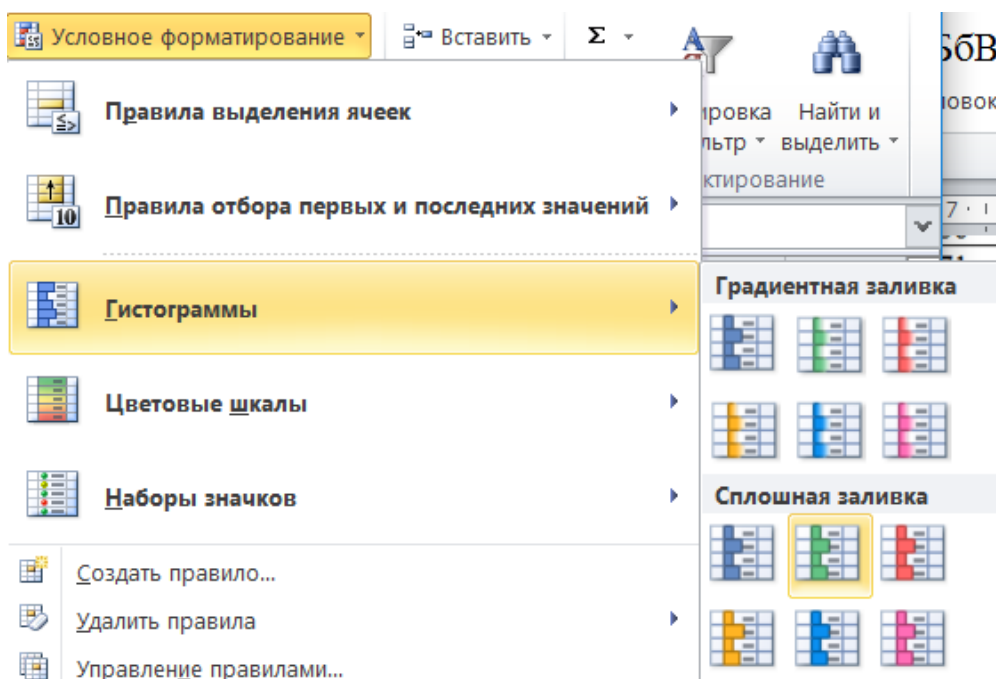 Условное форматирование
Вставить
Σ
Найти и
выделить
Правила выделения ячеек
Правила отбора первых и последних значений
10
Гистограммы
Цветовые шкалы
Наборы значков
Создать правило...
Удалить правила
Управление правилами...
Градиентная заливка
Сплошная заливка